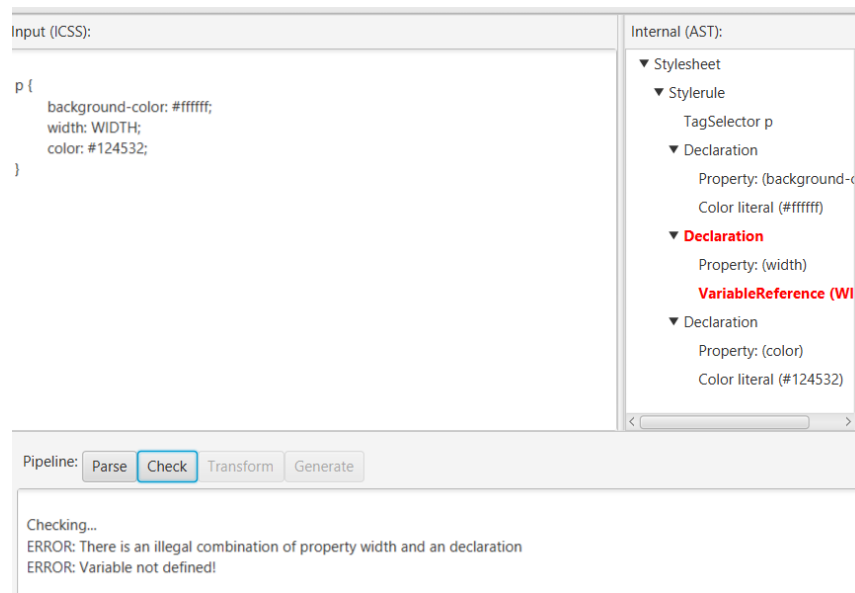 Input (ICSS):
p {
background-color: #ffffff;
width: WIDTH;
color: #124532;
}
Internal (AST):
Stylesheet
Stylerule
TagSelector p
Declaration
Property: (background-c
Color literal (#ffffff)
Declaration
Property: (width)
VariableReference (WI
Declaration
Property: (color)
Color literal (#124532)
Pipeline: Parse Check Transform Generate
Checking...
ERROR: There is an illegal combination of property width and an declaration
ERROR: Variable not defined!